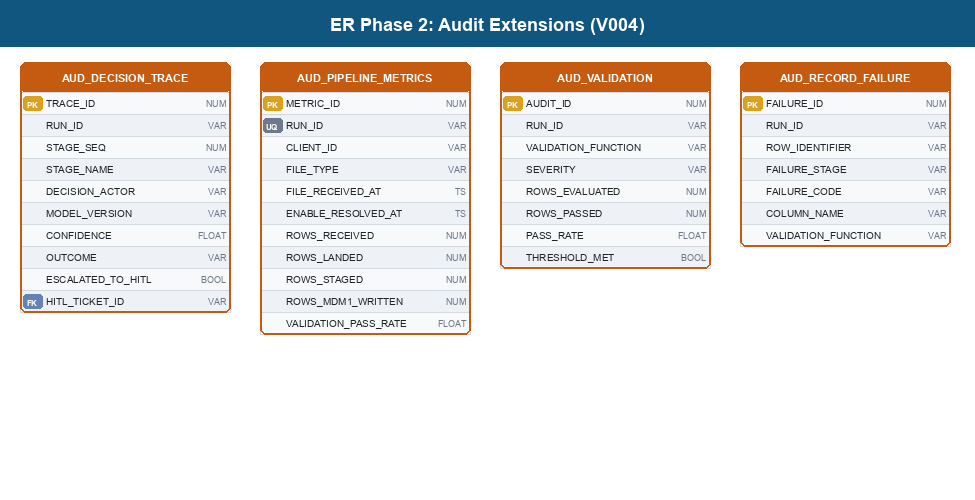 ER Phase 2: Audit Extensions (V004)
AUD_DECISION_TRACE
PK TRACE_ID NUM
RUN_ID VAR
STAGE_SEQ NUM
STAGE_NAME VAR
DECISION_ACTOR VAR
MODEL_VERSION VAR
CONFIDENCE FLOAT
OUTCOME VAR
ESCALATED_TO_HITL BOOL
FK HITL_TICKET_ID VAR
AUD_PIPELINE_METRICS
PK METRIC_ID NUM
UQ RUN_ID VAR
CLIENT_ID VAR
FILE_TYPE VAR
FILE_RECEIVED_AT TS
ENABLE_RESOLVED_AT TS
ROWS_RECEIVED NUM
ROWS_LANDED NUM
ROWS_STAGED NUM
ROWS_MDM1_WRITTEN NUM
VALIDATION_PASS_RATE FLOAT
AUD_VALIDATION
PK AUDIT_ID NUM
RUN_ID VAR
VALIDATION_FUNCTION VAR
SEVERITY VAR
ROWS_EVALUATED NUM
ROWS_PASSED NUM
PASS_RATE FLOAT
THRESHOLD_MET BOOL
AUD_RECORD_FAILURE
PK FAILURE_ID NUM
RUN_ID VAR
ROW_IDENTIFIER VAR
FAILURE_STAGE VAR
FAILURE_CODE VAR
COLUMN_NAME VAR
VALIDATION_FUNCTION VAR